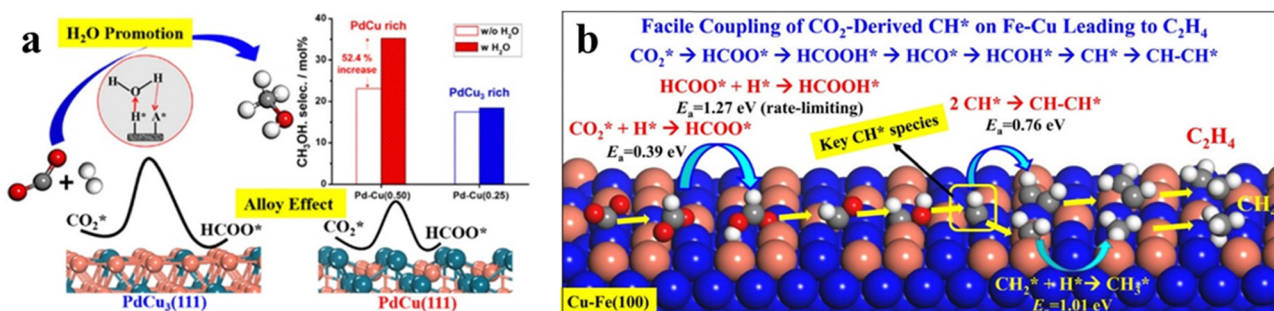 a
H₂O Promotion
H
H
O
H*
A*
+
CO₂*
HCOO*
PdCu₃(111)
Alloy Effect
CH₃OH. selec. / mol%
40
30
20
10
0
PdCu rich
w/o H₂O
w H₂O
52.4 %
increase
PdCu₃ rich
Pd-Cu(0.50)
Pd-Cu(0.25)
CO₂*
HCOO*
PdCu(111)
b
Facile Coupling of CO₂-Derived CH* on Fe-Cu Leading to C₂H₄
CO₂* → HCOO* → HCOOH* → HCO* → HCOH* → CH* → CH-CH*
HCOO* + H* → HCOOH*
Eₐ=1.27 eV (rate-limiting)
CO₂* + H* → HCOO*
Eₐ=0.39 eV
2 CH* → CH-CH*
Eₐ=0.76 eV
Key CH* species
C₂H₄
CH₂* + H* → CH₃*
Eₐ=1.01 eV
Cu-Fe(100)